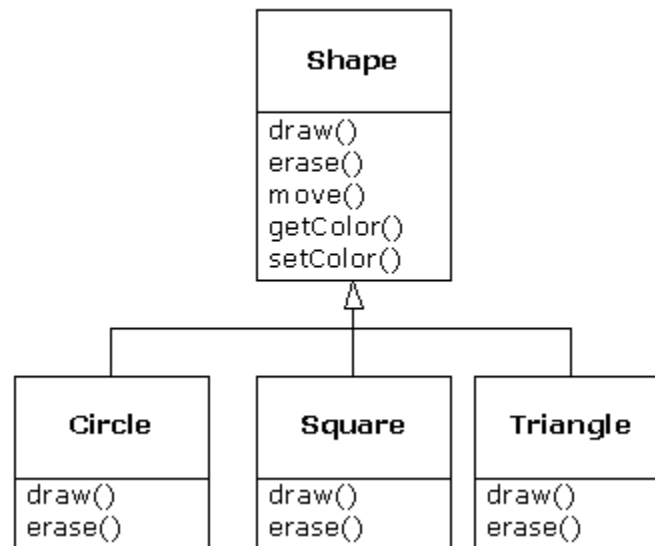 Shape
draw()
erase()
move()
getColor()
setColor()
Circle
draw()
erase()
Square
draw()
erase()
Triangle
draw()
erase()